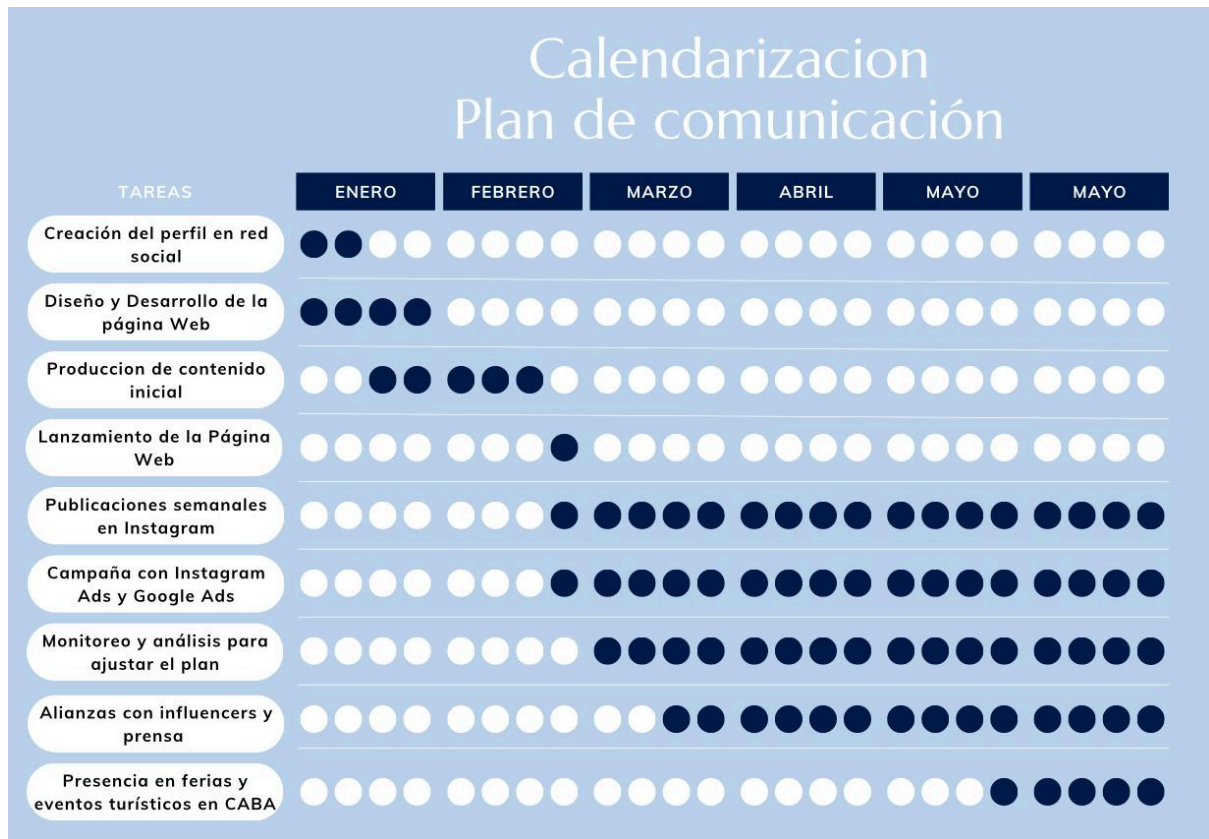 Calendarizacion
Plan de comunicación
TAREAS ENERO FEBRERO MARZO ABRIL MAYO MAYO
Creación del perfil en red
social
Diseño y Desarrollo de la
página Web
Produccion de contenido
inicial
Lanzamiento de la Página
Web
Publicaciones semanales
en Instagram
Campaña con Instagram
Ads y Google Ads
Monitoreo y análisis para
ajustar el plan
Alianzas con influencers y
prensa
Presencia en ferias y
eventos turísticos en CABA